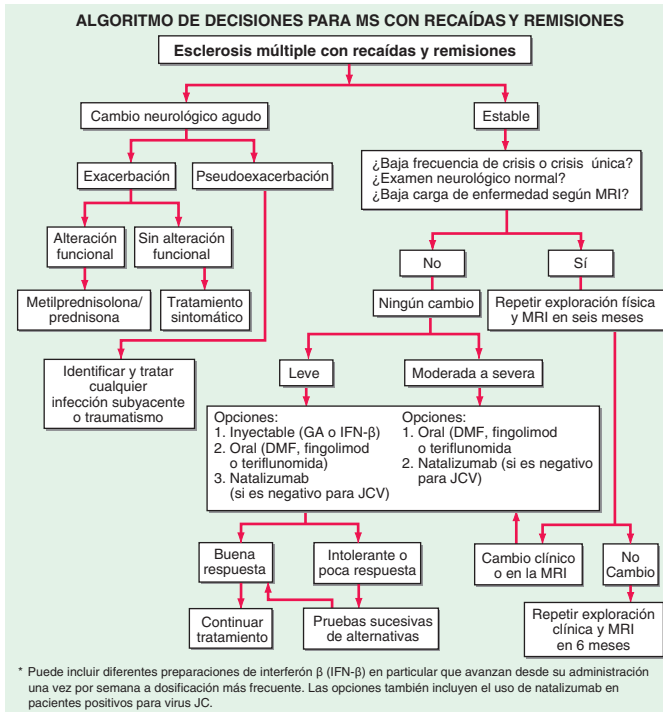 ALGORITMO DE DECISIONES PARA MS CON RECAÍDAS Y REMISIONES
Esclerosis múltiple con recaídas y remisiones
Cambio neurológico agudo
Estable
Exacerbación
Pseudoexacerbación
¿Baja frecuencia de crisis o crisis única?
¿Examen neurológico normal?
¿Baja carga de enfermedad según MRI?
Alteración
funcional
Sin alteración
funcional
No
Sí
Metilprednisolona/
prednisona
Tratamiento
sintomático
Ningún cambio
Repetir exploración física
y MRI en seis meses
Identificar y tratar
cualquier
infección subyacente
o traumatismo
Leve
Moderada a severa
Opciones:
1. Inyectable (GA o IFN-β)
2. Oral (DMF, fingolimod
o teriflunomida)
3. Natalizumab
(si es negativo para JCV)
Opciones:
1. Oral (DMF, fingolimod
o teriflunomida
2. Natalizumab (si es negativo
para JCV)
Buena
respuesta
Intolerante o
poca respuesta
Cambio clínico
o en la MRI
No
Cambio
Continuar
tratamiento
Pruebas sucesivas
de alternativas
Repetir exploración
clínica y MRI
en 6 meses
* Puede incluir diferentes preparaciones de interferón β (IFN-β) en particular que avanzan desde su administración
una vez por semana a dosificación más frecuente. Las opciones también incluyen el uso de natalizumab en
pacientes positivos para virus JC.